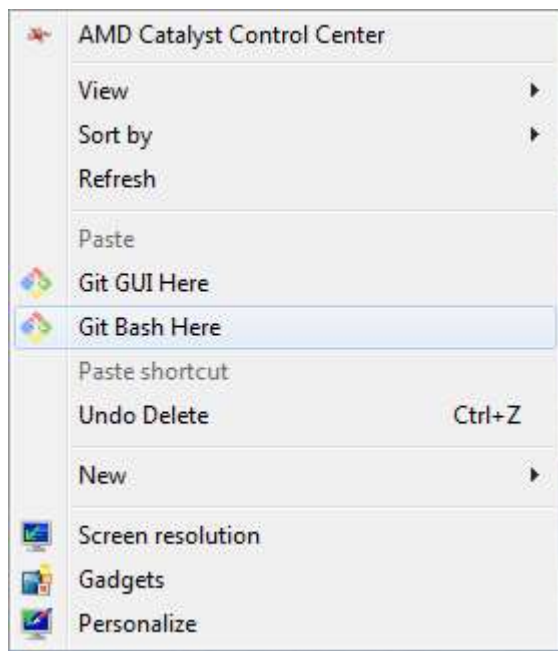 AMD Catalyst Control Center
View
Sort by
Refresh
Paste
Git GUI Here
Git Bash Here
Paste shortcut
Undo Delete Ctrl+Z
New
Screen resolution
Gadgets
Personalize